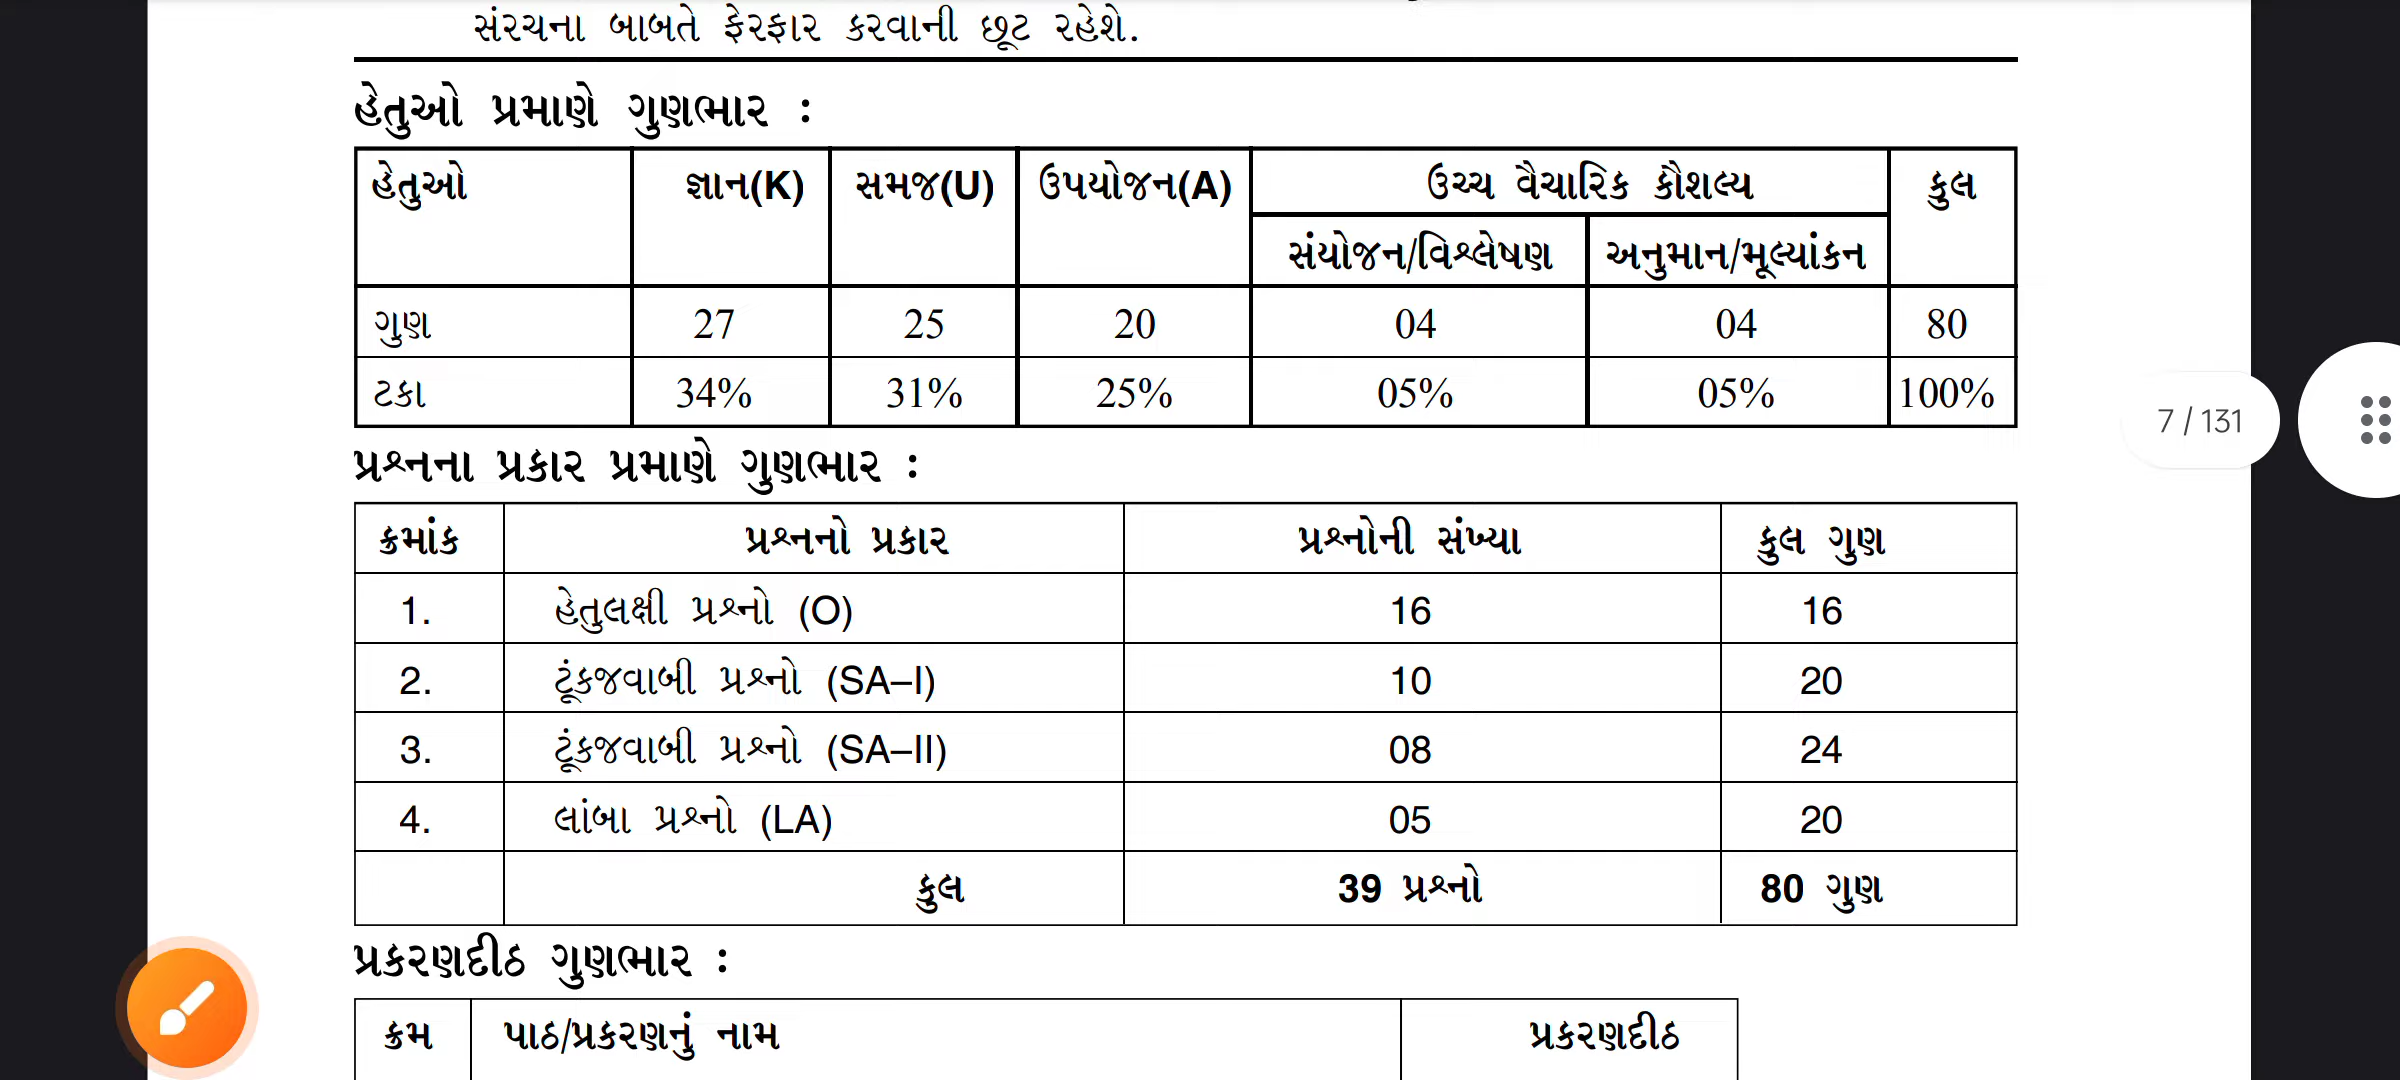 સંરચના બાબતે ફેરફાર કરવાની છૂટ રહેશે.
હેતુઓ પ્રમાણે ગુણભાર :
હેતુઓ જ્ઞાન(K) સમજ(U) ઉપયોજન(A) ઉચ્ચ વૈચારિક કૌશલ્ય કુલ
સંયોજન/વિશ્લેષણ અનુમાન/મૂલ્યાંકન
ગુણ 27 25 20 04 04 80
ટકા 34% 31% 25% 05% 05% 100%
7 / 131
પ્રશ્નના પ્રકાર પ્રમાણે ગુણભાર :
ક્રમાંક પ્રશ્નનો પ્રકાર પ્રશ્નોની સંખ્યા કુલ ગુણ
1. હેતુલક્ષી પ્રશ્નો (O) 16 16
2. ટૂંકજવાબી પ્રશ્નો (SA–I) 10 20
3. ટૂંકજવાબી પ્રશ્નો (SA–II) 08 24
4. લાંબા પ્રશ્નો (LA) 05 20
કુલ 39 પ્રશ્નો 80 ગુણ
પ્રકરણદીઠ ગુણભાર :
ક્રમ પાઠ/પ્રકરણનું નામ પ્રકરણદીઠ